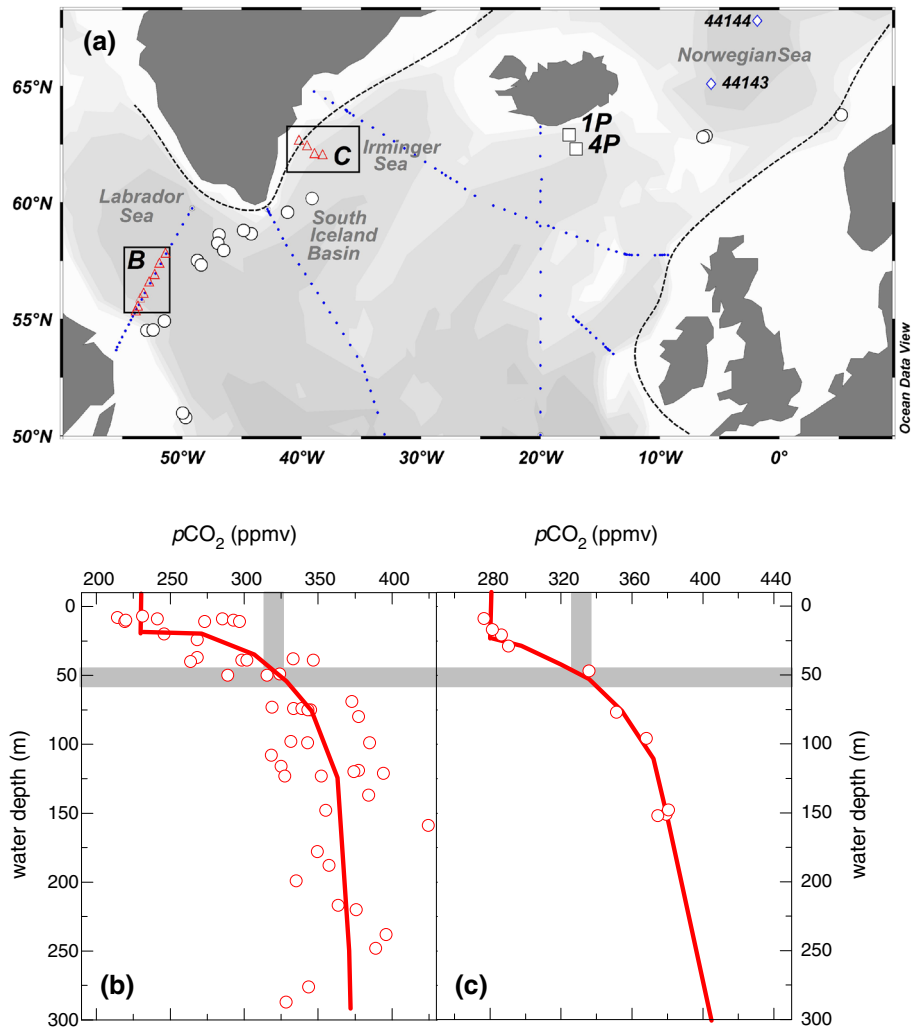 (a)
44144
Norwegian Sea
44143
65°N
1P
4P
C
Irminger
Sea
Labrador
Sea
60°N
South
Iceland
Basin
B
55°N
50°N
50°W
40°W
30°W
20°W
10°W
0°
Ocean Data View
pCO2 (ppmv)
pCO2 (ppmv)
200 250 300 350 400
280 320 360 400 440
0
50
100
150
200
250
300
water depth (m)
(b)
(c)
0
50
100
150
200
250
300
water depth (m)